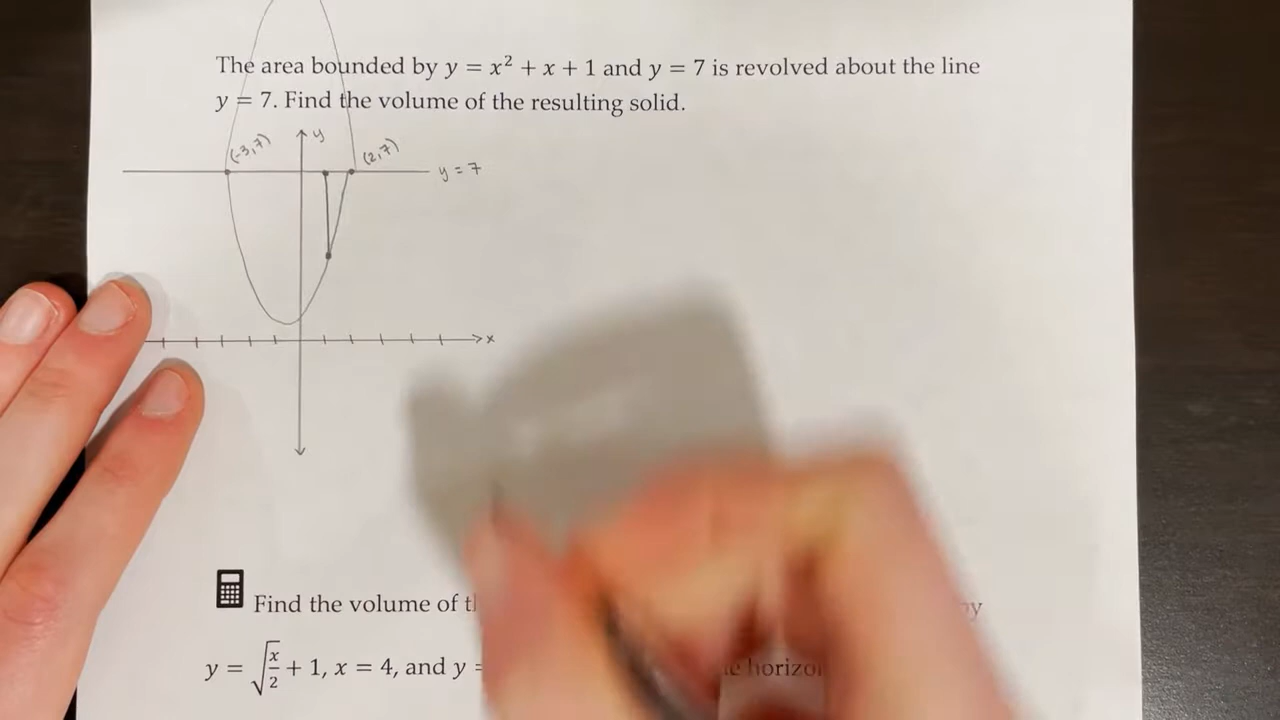 The area bounded by y = x² + x + 1 and y = 7 is revolved about the line
y = 7. Find the volume of the resulting solid.
y
(-3,7)
(2,7)
y = 7
x
Find the volume of
y = √(x/2) + 1, x = 4, and y =